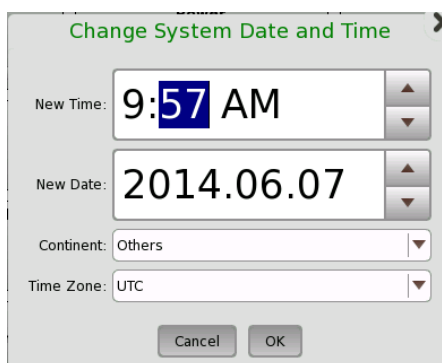 Change System Date and Time
New Time: 9:57 AM
New Date: 2014.06.07
Continent: Others
Time Zone: UTC
Cancel OK